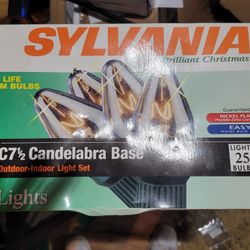 SYLVANIA
Brilliant Christmas
LIFE
M BULBS
Guaranteed
NICKEL PLA
EASY
C7½ Candelabra Base
Outdoor-Indoor Light Set
LIGHT
25
BULB
Lights